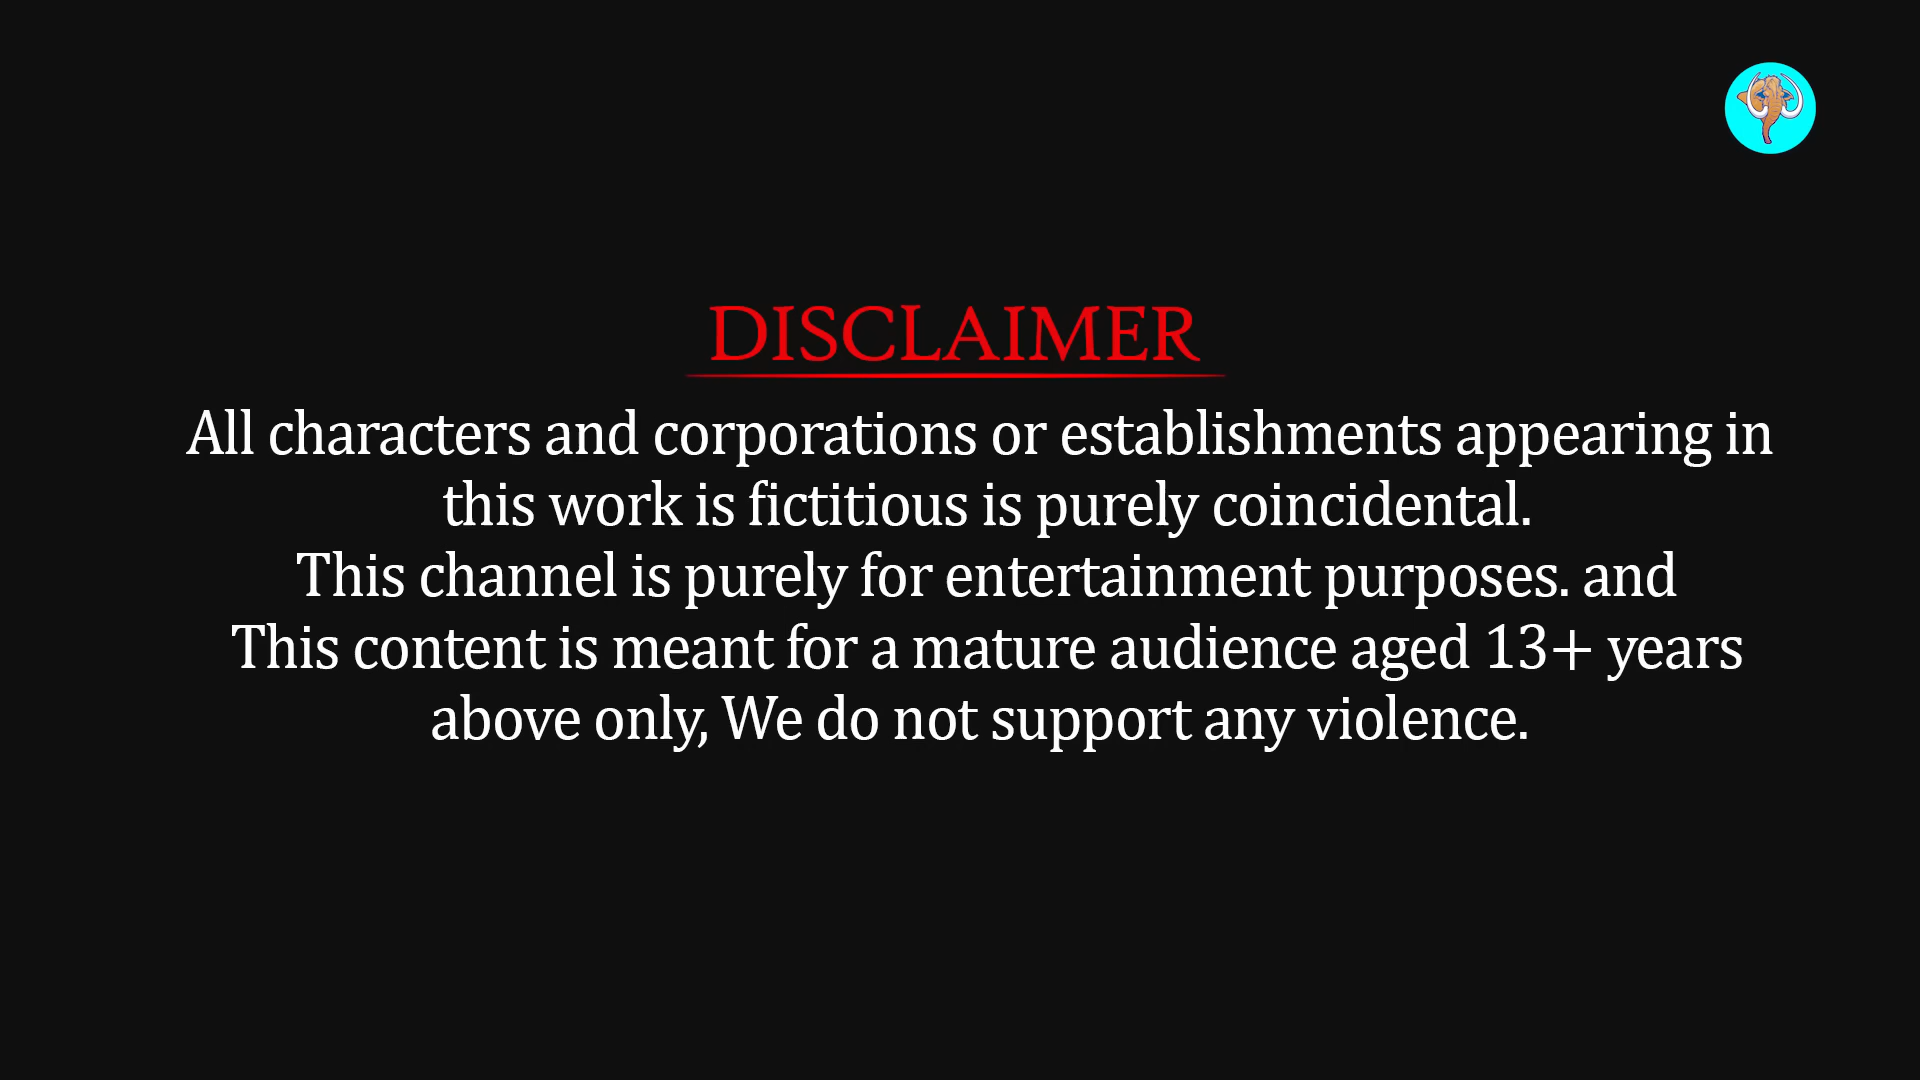 DISCLAIMER
All characters and corporations or establishments appearing in
this work is fictitious is purely coincidental.
This channel is purely for entertainment purposes. and
This content is meant for a mature audience aged 13+ years
above only, We do not support any violence.